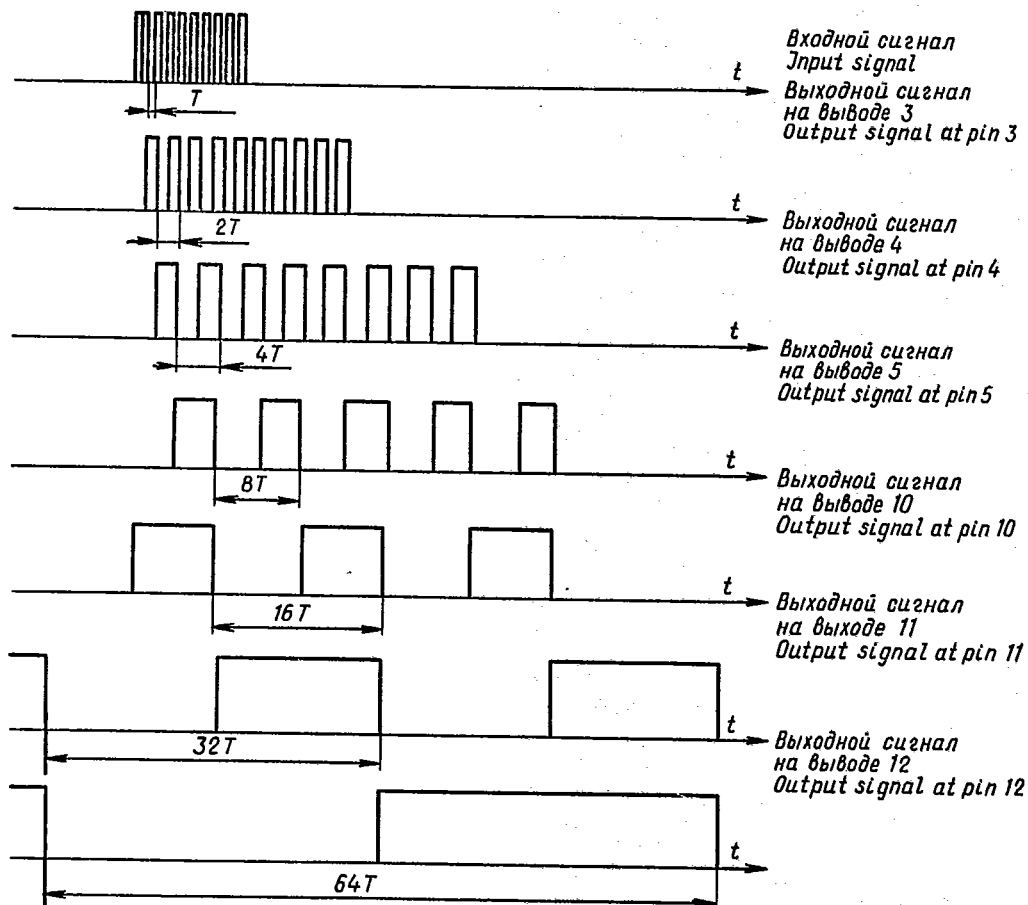 Входной сигнал
Input signal
t
Выходной сигнал
на выводе 3
Output signal at pin 3
T
t
Выходной сигнал
на выводе 4
Output signal at pin 4
2T
t
Выходной сигнал
на выводе 5
Output signal at pin 5
4T
t
Выходной сигнал
на выводе 10
Output signal at pin 10
8T
t
Выходной сигнал
на выходе 11
Output signal at pin 11
16T
t
Выходной сигнал
на выводе 12
Output signal at pin 12
32T
t
64T